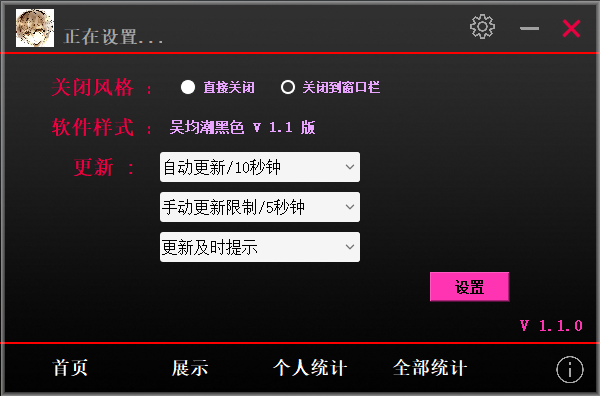 正在设置...
关闭风格 : 直接关闭 关闭到窗口栏
软件样式 : 吴均潮黑色 V 1.1 版
更新 : 自动更新/10秒钟
手动更新限制/5秒钟
更新及时提示
设置
V 1.1.0
首页 展示 个人统计 全部统计